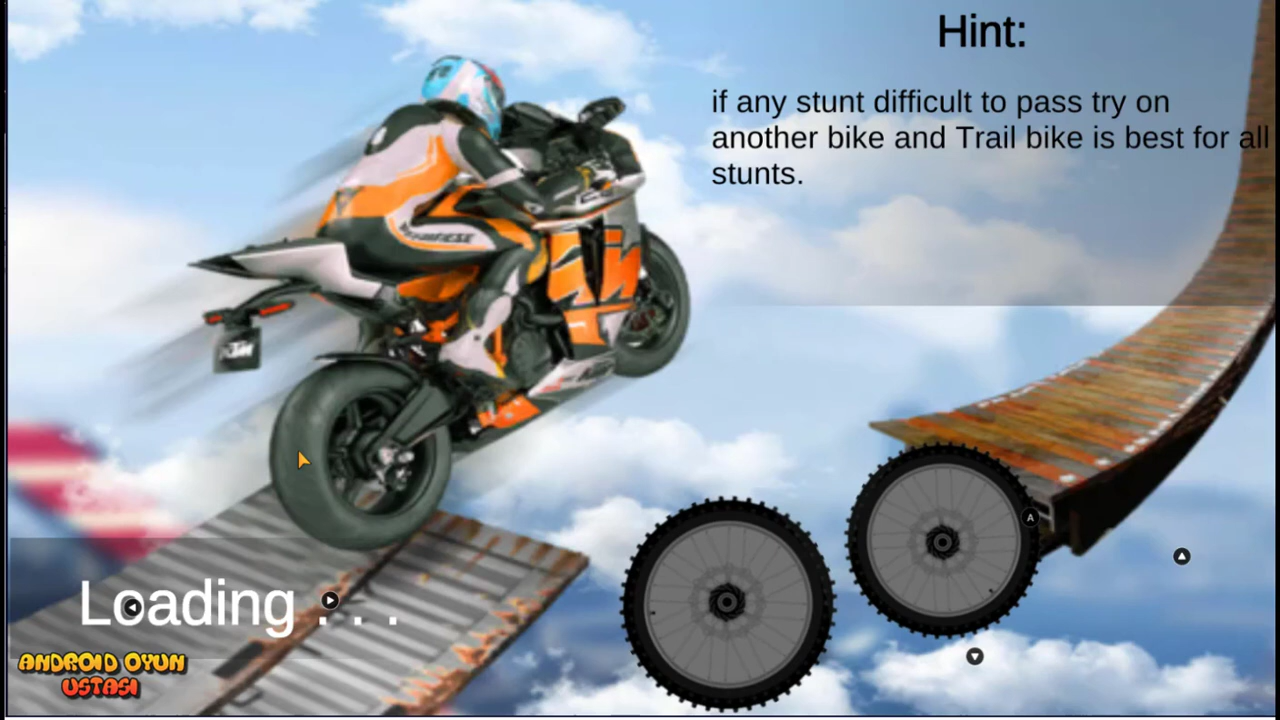 Hint:
if any stunt difficult to pass try on
another bike and Trail bike is best for all
stunts.
KTM
A
Loading . . .
ANDROID OYUN
USTASI